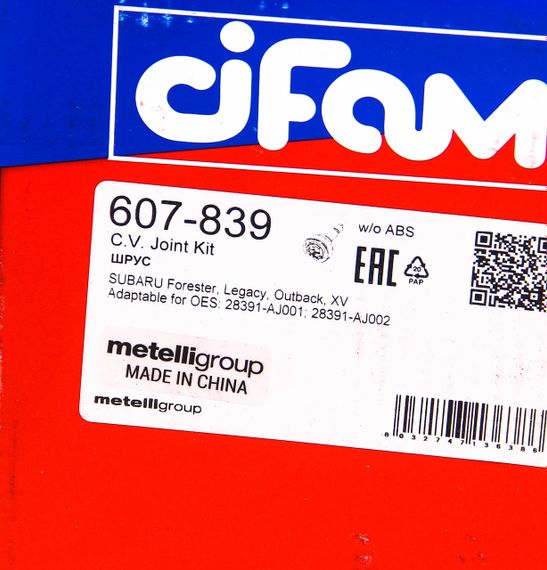 cifam
607-839
w/o ABS
C.V. Joint Kit
ШРУС
EAC
20
PAP
SUBARU Forester, Legacy, Outback, XV
Adaptable for OES: 28391-AJ001; 28391-AJ002
metelligroup
MADE IN CHINA
metelligroup
8032747136386